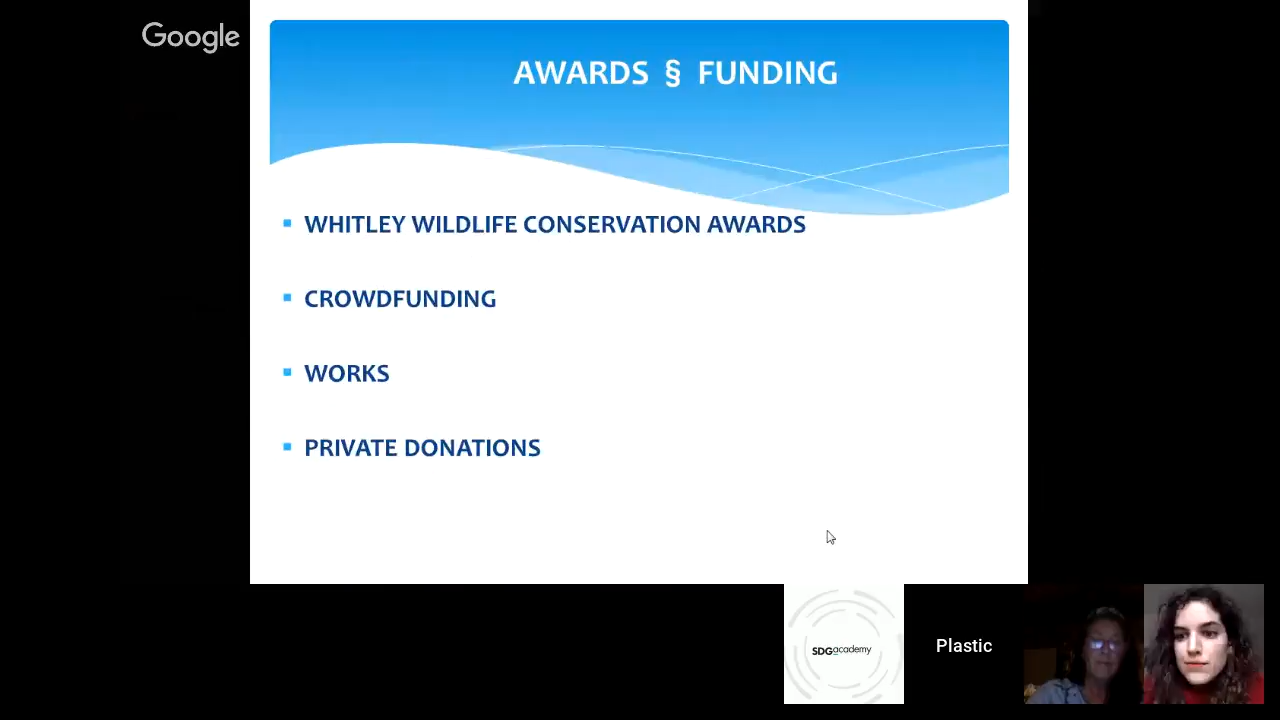 Google
AWARDS § FUNDING
WHITLEY WILDLIFE CONSERVATION AWARDS
CROWDFUNDING
WORKS
PRIVATE DONATIONS
SDGacademy
Plastic